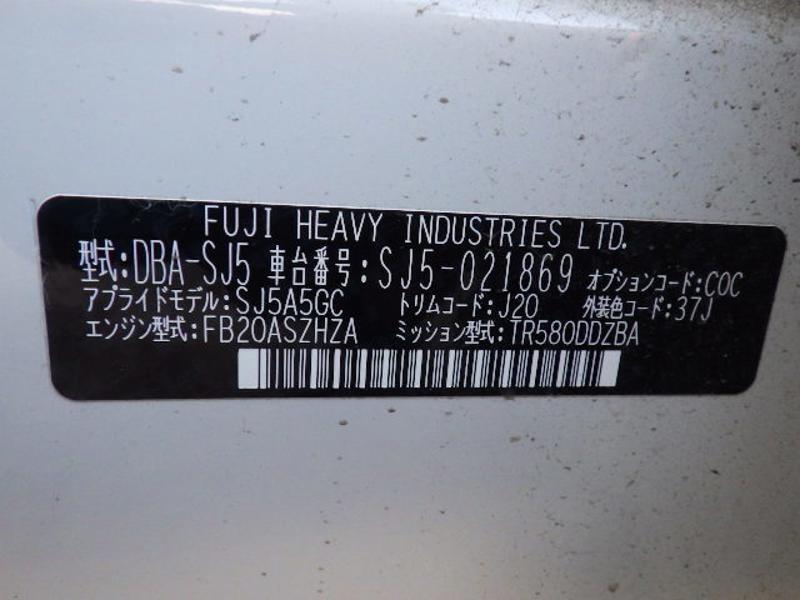 FUJI HEAVY INDUSTRIES LTD.
型式:DBA-SJ5 車台番号:SJ5-021869 オプションコード:COC
アプライドモデル:SJ5A5GC トリムコード:J20 外装色コード:37J
エンジン型式:FB20ASZHZA ミッション型式:TR580DDZBA